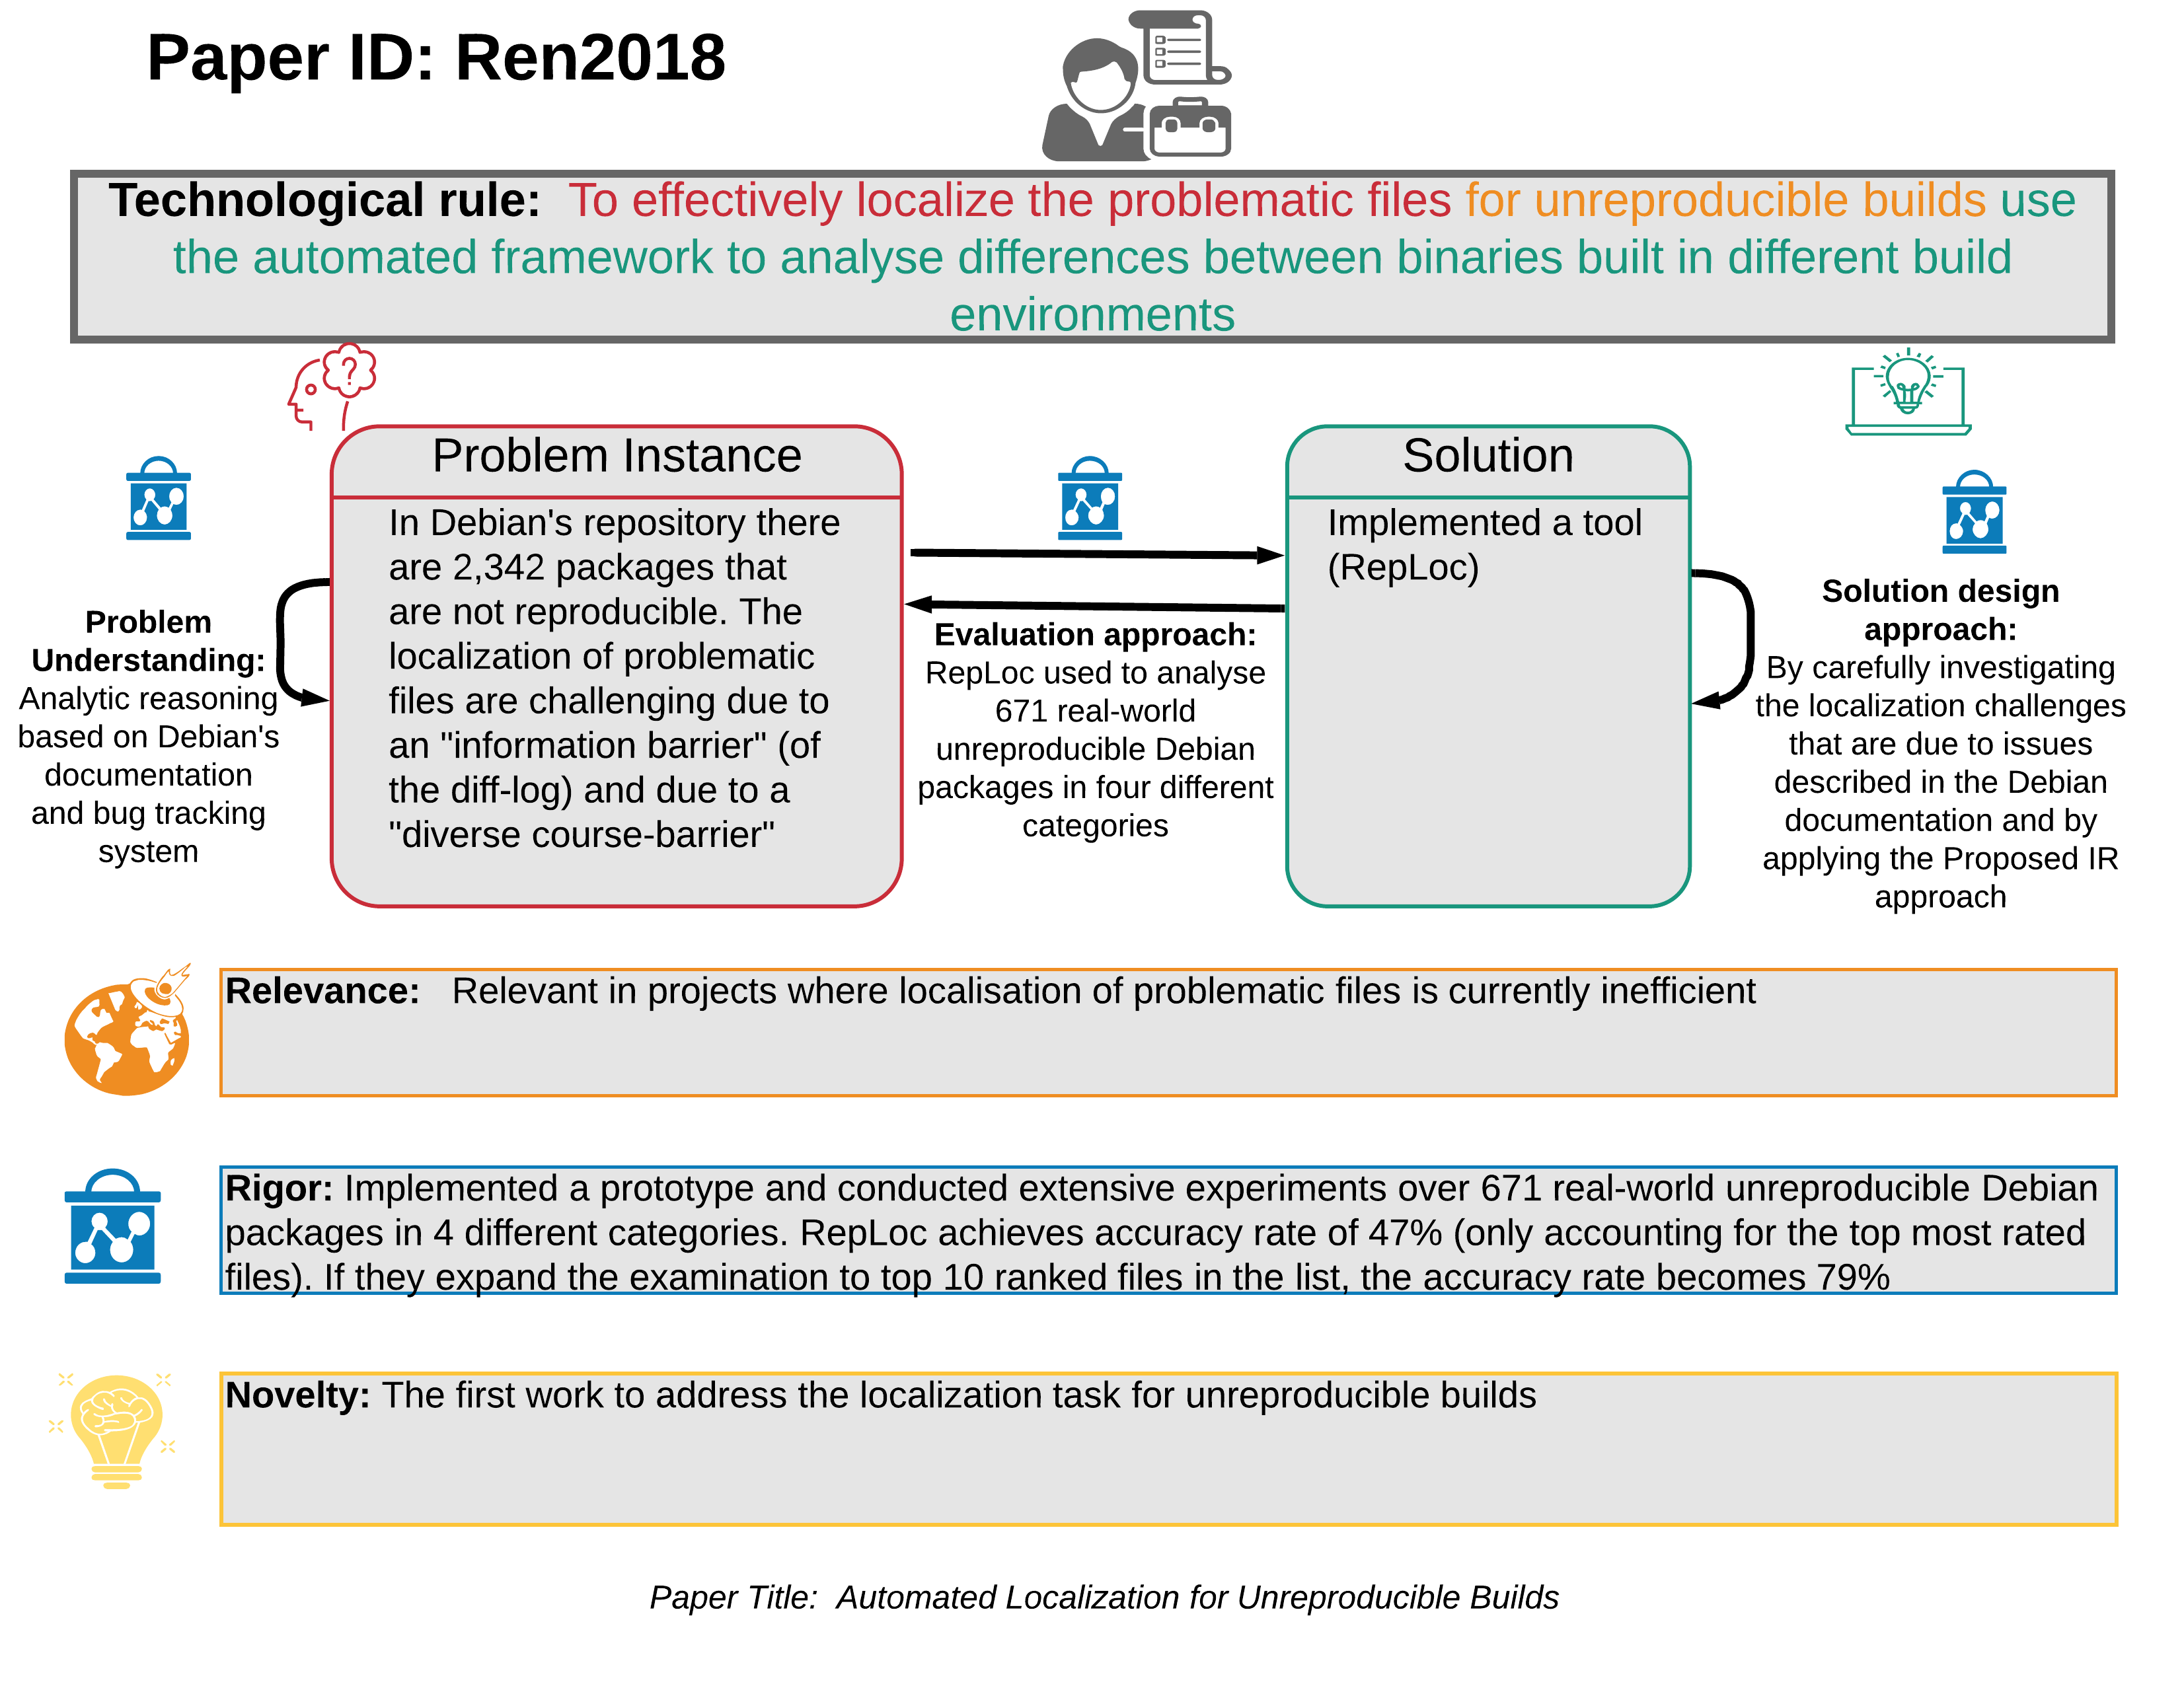 Paper ID: Ren2018
Technological rule: To effectively localize the problematic files for unreproducible builds use
the automated framework to analyse differences between binaries built in different build
environments
Problem
Understanding:
Analytic reasoning
based on Debian's
documentation
and bug tracking
system
Problem Instance
In Debian's repository there
are 2,342 packages that
are not reproducible. The
localization of problematic
files are challenging due to
an "information barrier" (of
the diff-log) and due to a
"diverse course-barrier"
Evaluation approach:
RepLoc used to analyse
671 real-world
unreproducible Debian
packages in four different
categories
Solution
Implemented a tool
(RepLoc)
Solution design
approach:
By carefully investigating
the localization challenges
that are due to issues
described in the Debian
documentation and by
applying the Proposed IR
approach
Relevance: Relevant in projects where localisation of problematic files is currently inefficient
Rigor: Implemented a prototype and conducted extensive experiments over 671 real-world unreproducible Debian
packages in 4 different categories. RepLoc achieves accuracy rate of 47% (only accounting for the top most rated
files). If they expand the examination to top 10 ranked files in the list, the accuracy rate becomes 79%
Novelty: The first work to address the localization task for unreproducible builds
Paper Title: Automated Localization for Unreproducible Builds